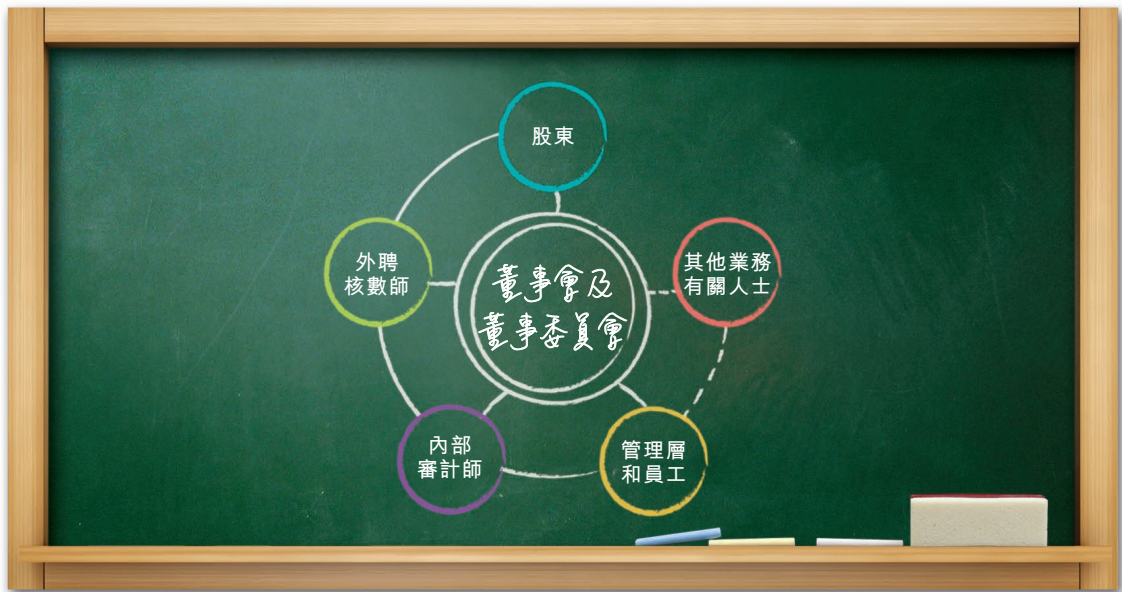 股東
外聘
核數師
董事會及
董事委員會
其他業務
有關人士
內部
審計師
管理層
和員工